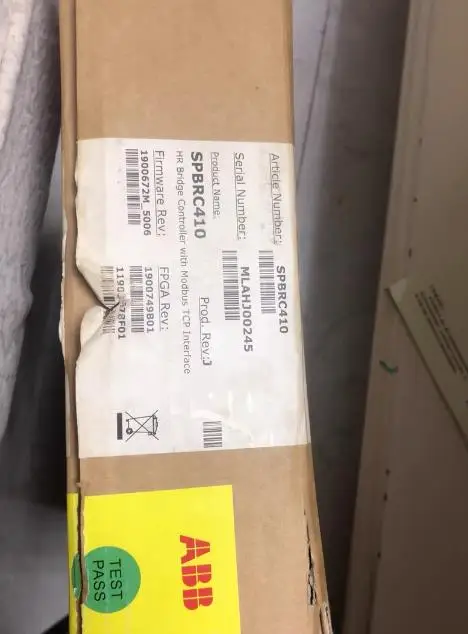 Article Number:
SPBRC410
Serial Number:
MLAHJ00245
Product Name:
Prod. Rev:J
SPBRC410
HR Bridge Controller with Modbus TCP Interface
Firmware Rev:
FPGA Rev:
1900672M_5006
1900749B01
ABB
TEST
PASS